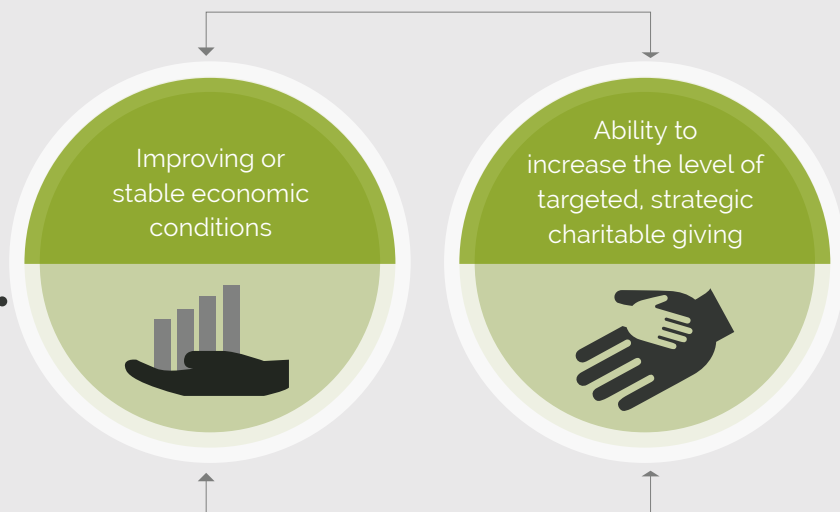 Improving or
stable economic
conditions
Ability to
increase the level of
targeted, strategic
charitable giving